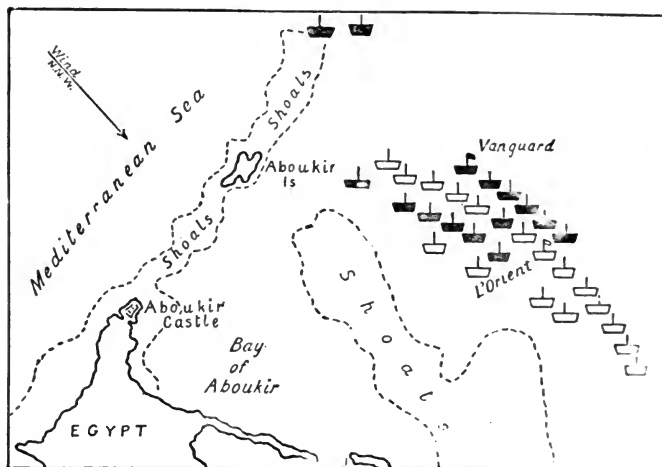 Wind
N.N.W.
Mediterranean Sea
Shoals
Aboukir
Is
Vanguard
Shoals
Aboukir
Castle
L'Orient
Shoals
Bay
of
Aboukir
EGYPT